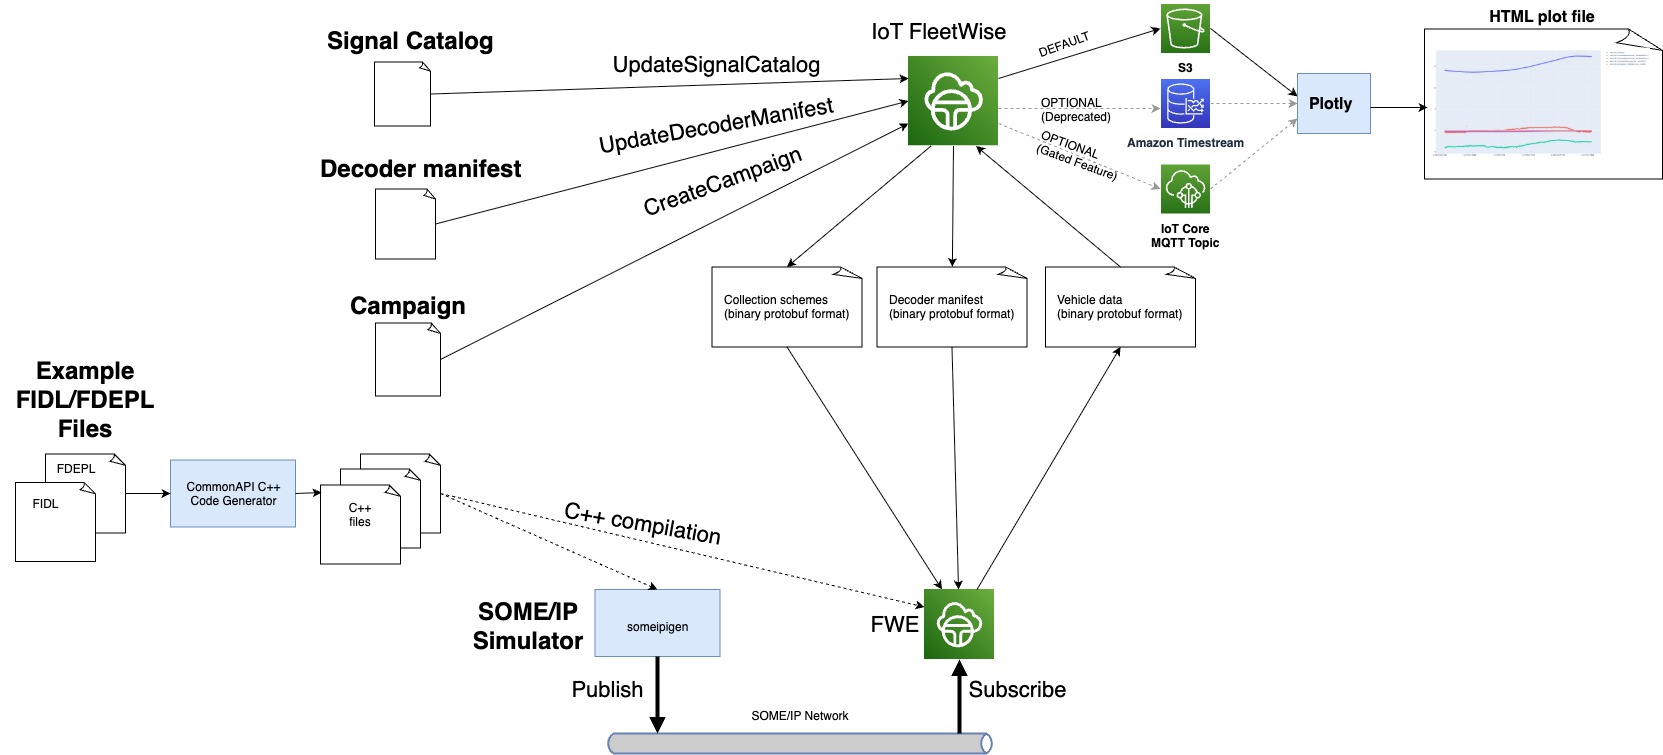 HTML plot file
IoT FleetWise
Signal Catalog
UpdateSignalCatalog
DEFAULT
S3
OPTIONAL
(Deprecated)
Plotly
UpdateDecoderManifest
Amazon Timestream
OPTIONAL
(Gated Feature)
Decoder manifest
CreateCampaign
IoT Core
MQTT Topic
Campaign
Collection schemes
(binary protobuf format)
Decoder manifest
(binary protobuf format)
Vehicle data
(binary protobuf format)
Example
FIDL/FDEPL
Files
FDEPL
FIDL
CommonAPI C++
Code Generator
C++
files
C++ compilation
SOME/IP
Simulator
someipigen
FWE
Publish
Subscribe
SOME/IP Network